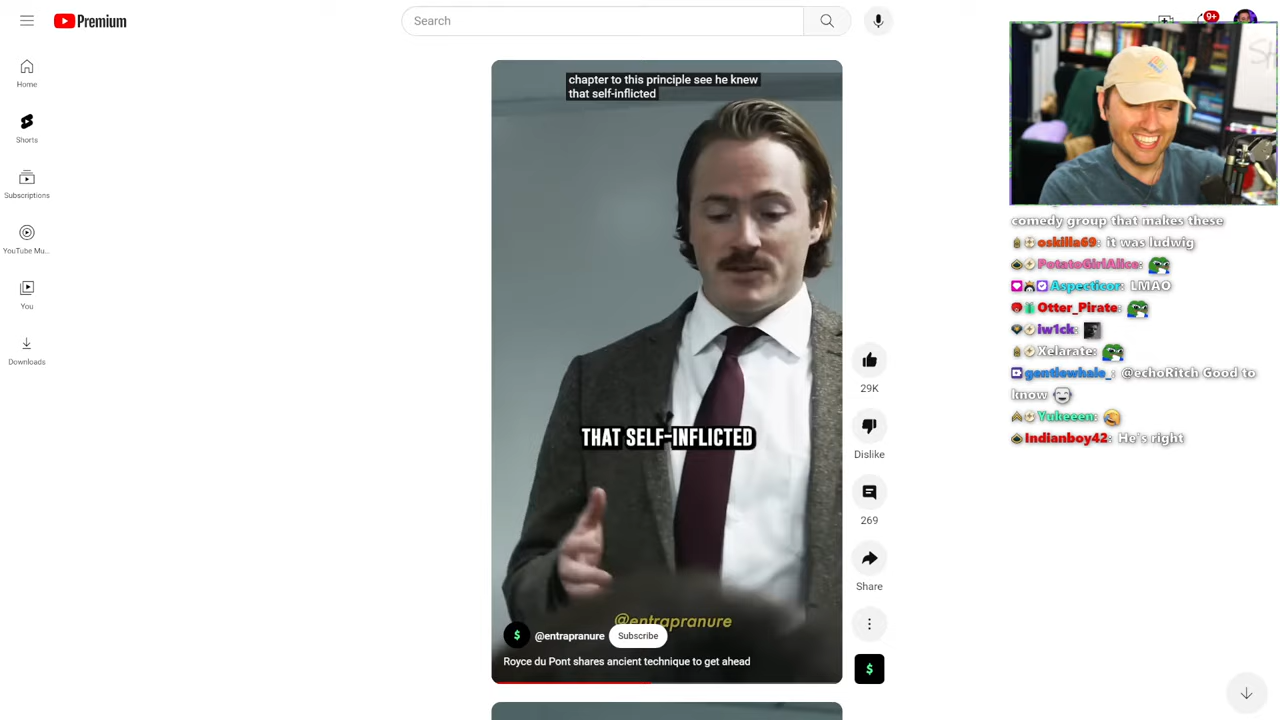 Premium
Search
9+
Home
Shorts
Subscriptions
YouTube Mu...
You
Downloads
chapter to this principle see he knew
that self-inflicted
THAT SELF-INFLICTED
@entrapranure
$ @entrapranure Subscribe
Royce du Pont shares ancient technique to get ahead
29K
Dislike
269
Share
$
comedy group that makes these
oskilla69: it was ludwig
PotatoGirlAlice:
Aspecticor: LMAO
Otter_Pirate:
iw1ck:
Xelarate:
gentlewhale_: @echoRitch Good to
know
Yukeeen:
Indianboy42: He's right